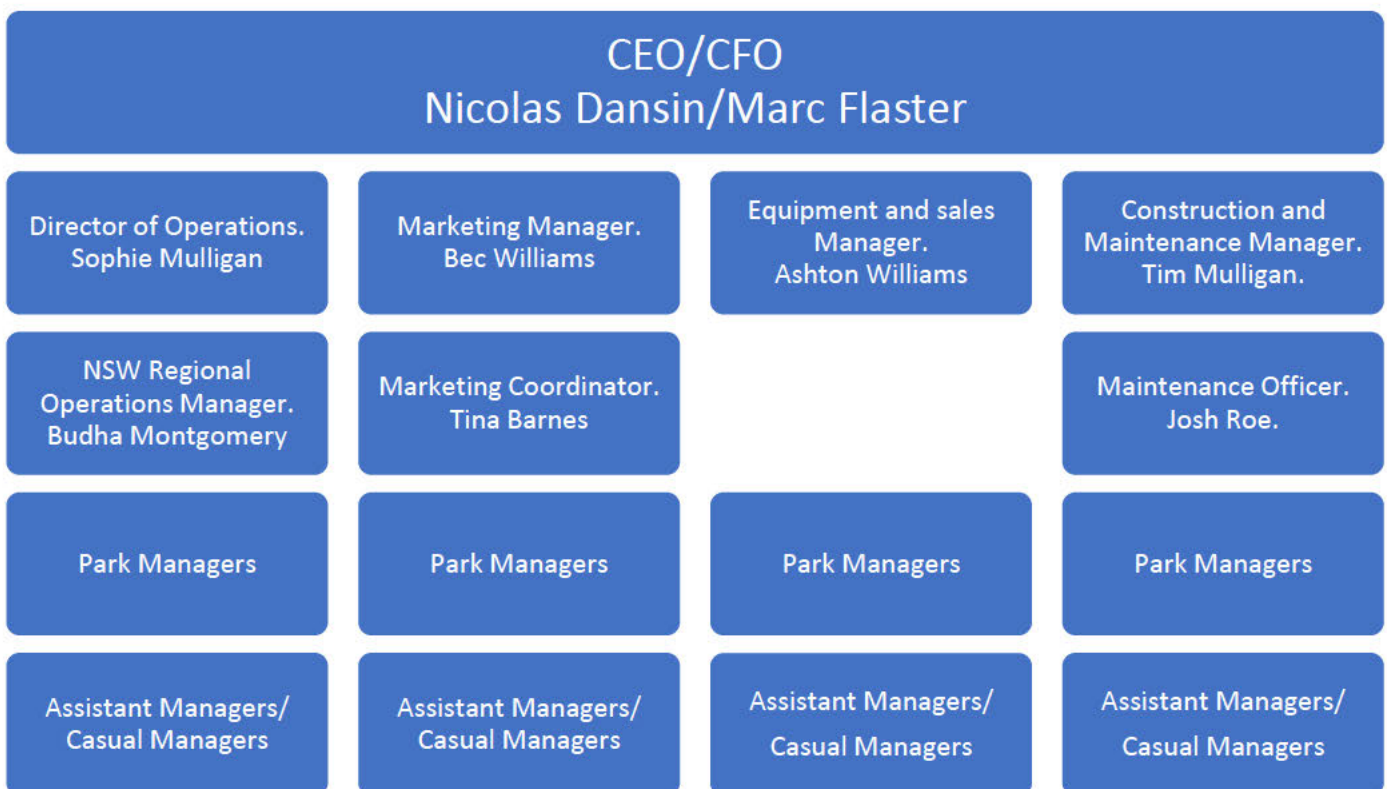 CEO/CFO
Nicolas Dansin/Marc Flaster
Director of Operations.
Sophie Mulligan
Marketing Manager.
Bec Williams
Equipment and sales
Manager.
Ashton Williams
Construction and
Maintenance Manager.
Tim Mulligan.
NSW Regional
Operations Manager.
Budha Montgomery
Marketing Coordinator.
Tina Barnes
Maintenance Officer.
Josh Roe.
Park Managers
Park Managers
Park Managers
Park Managers
Assistant Managers/
Casual Managers
Assistant Managers/
Casual Managers
Assistant Managers/
Casual Managers
Assistant Managers/
Casual Managers